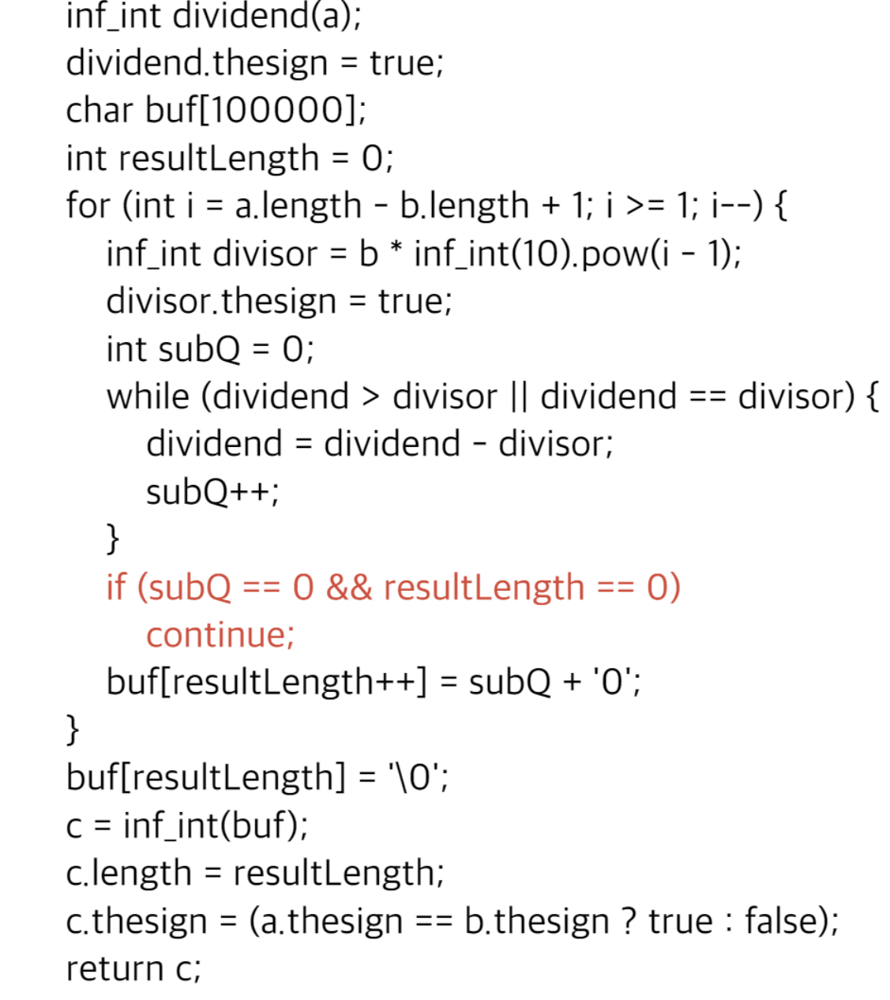 inf_int dividend(a);
dividend.thesign = true;
char buf[100000];
int resultLength = 0;
for (int i = a.length - b.length + 1; i >= 1; i--) {
inf_int divisor = b * inf_int(10).pow(i - 1);
divisor.thesign = true;
int subQ = 0;
while (dividend > divisor || dividend == divisor) {
dividend = dividend - divisor;
subQ++;
}
if (subQ == 0 && resultLength == 0)
continue;
buf[resultLength++] = subQ + '0';
}
buf[resultLength] = '\0';
c = inf_int(buf);
c.length = resultLength;
c.thesign = (a.thesign == b.thesign ? true : false);
return c;